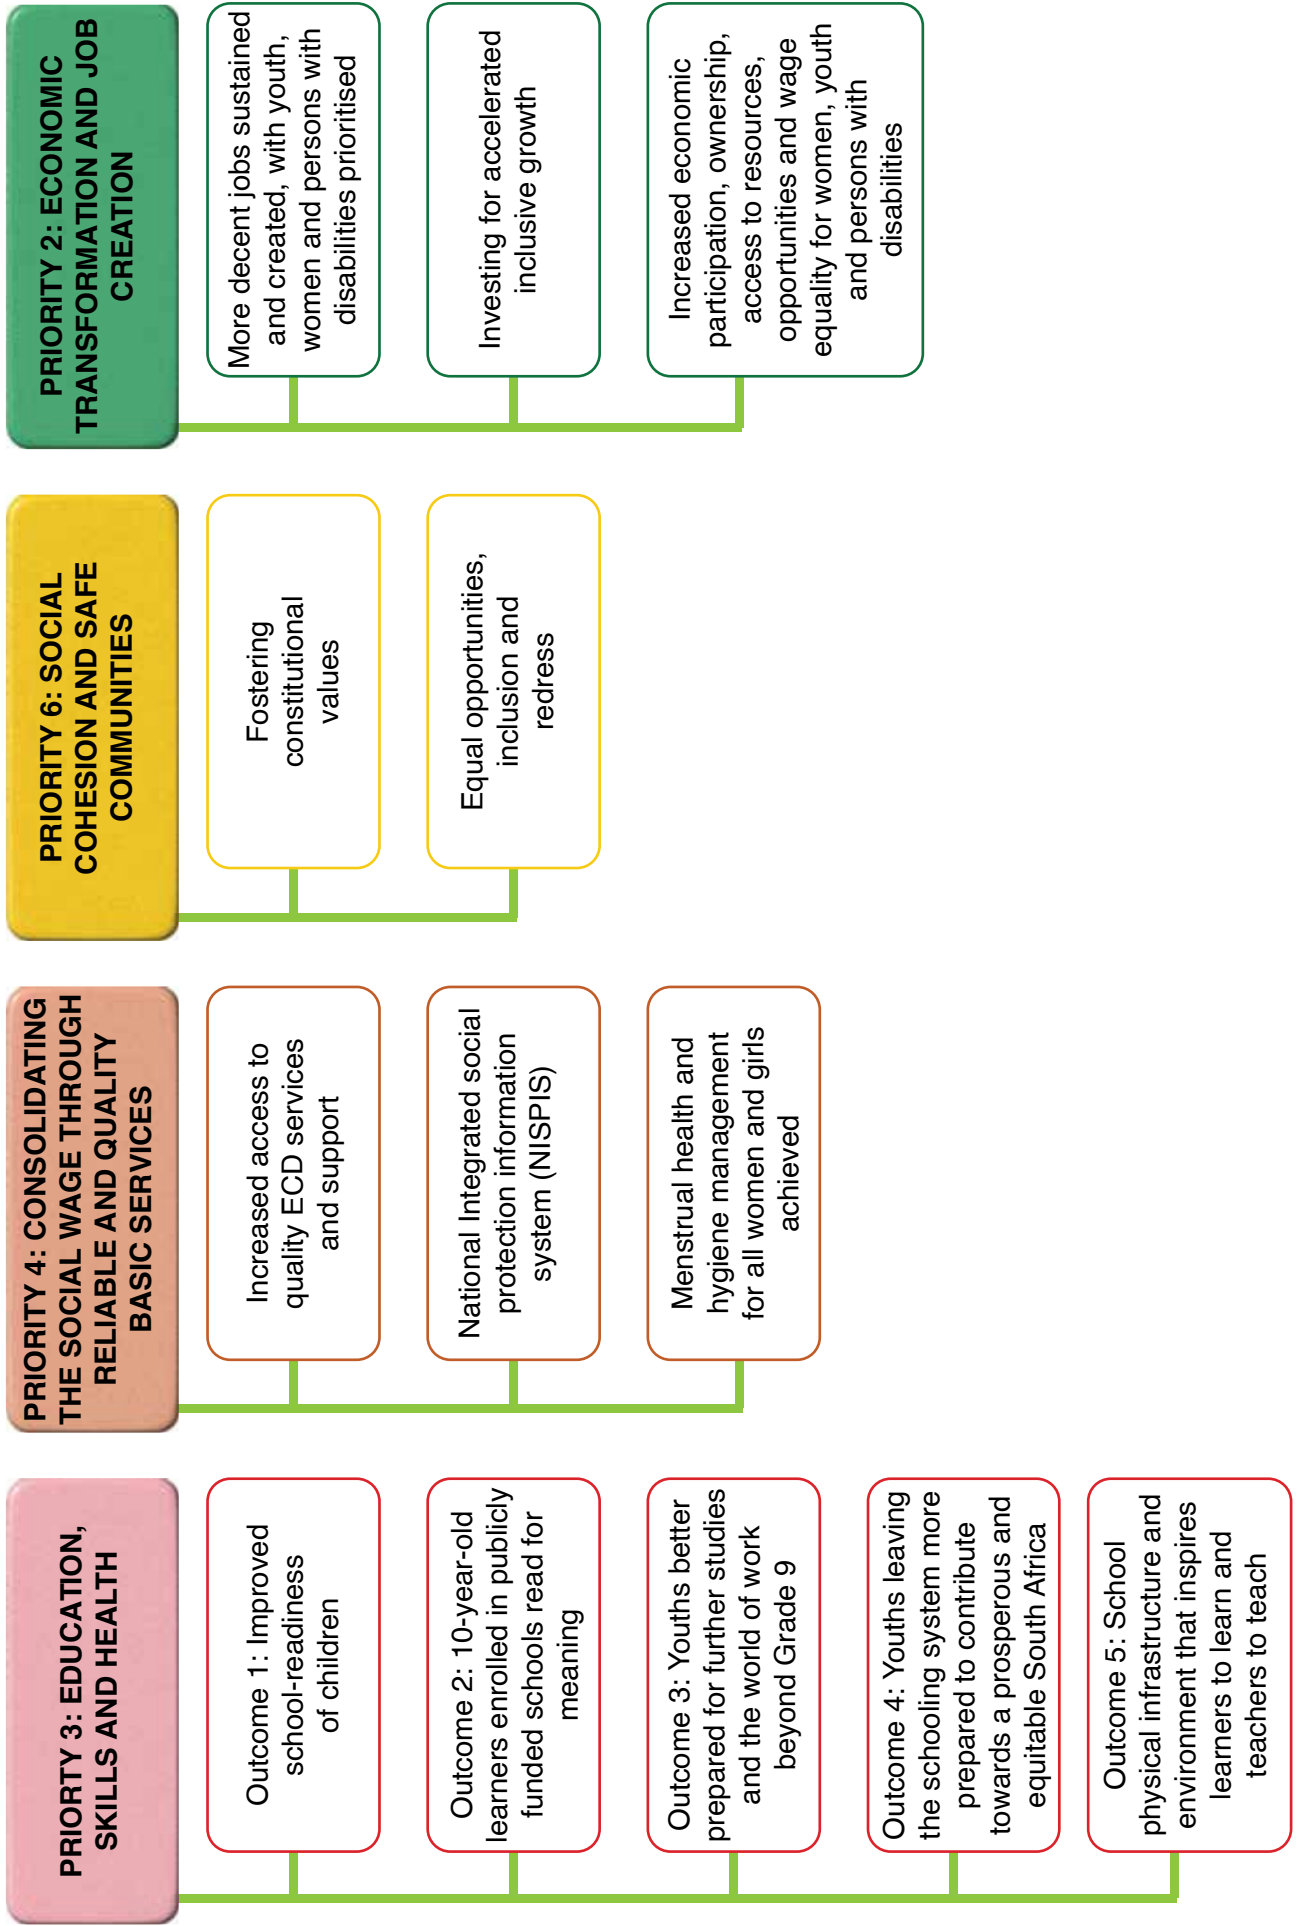 PRIORTY 3: EDUCATION,
SKILLS AND HEALTH
Outcome 1: Improved
school-readiness
of children
Outcome 2: 10-year-old
learners enrolled in publicly
funded schools read for
meaning
Outcome 3: Youths better
prepared for further studies
and the world of work
beyond Grade 9
Outcome 4: Youths leaving
the schooling system more
prepared to contribute
towards a prosperous and
equitable South Africa
Outcome 5: School
physical infrastructure and
environment that inspires
learners to learn and
teachers to teach
PRIORITY 4: CONSOLIDATING
THE SOCIAL WAGE THROUGH
RELIABLE AND QUALITY
BASIC SERVICES
Increased access to
quality ECD services
and support
National Integrated social
protection information
system (NISPIS)
Menstrual health and
hygiene management
for all women and girls
achieved
PRIORITY 6: SOCIAL
COHESION AND SAFE
COMMUNITIES
Fostering
constitutional
values
Equal opportunities,
inclusion and
redress
PRIORITY 2: ECONOMIC
TRANSFORMATION AND JOB
CREATION
More decent jobs sustained
and created, with youth,
women and persons with
disabilities prioritised
Investing for accelerated
inclusive growth
Increased economic
participation, ownership,
access to resources,
opportunities and wage
equality for women, youth
and persons with
disabilities